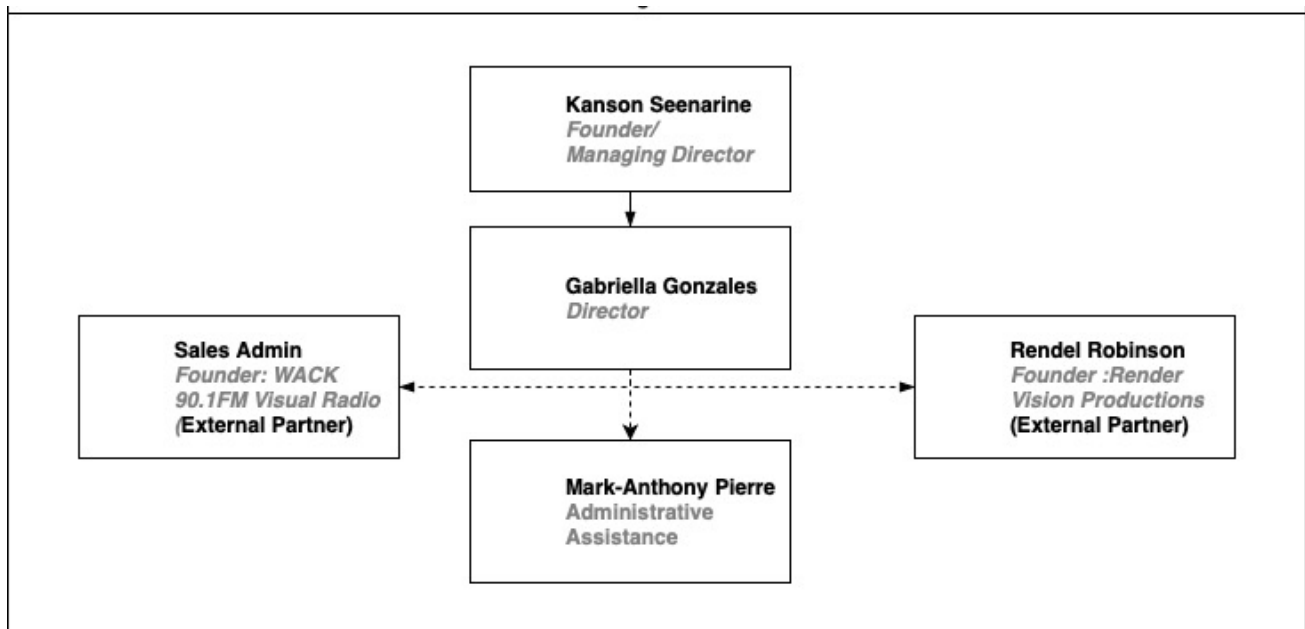 Kanson Seenarine
Founder/
Managing Director
Gabriella Gonzales
Director
Sales Admin
Founder: WACK
90.1FM Visual Radio
(External Partner)
Rendel Robinson
Founder :Render
Vision Productions
(External Partner)
Mark-Anthony Pierre
Administrative
Assistance